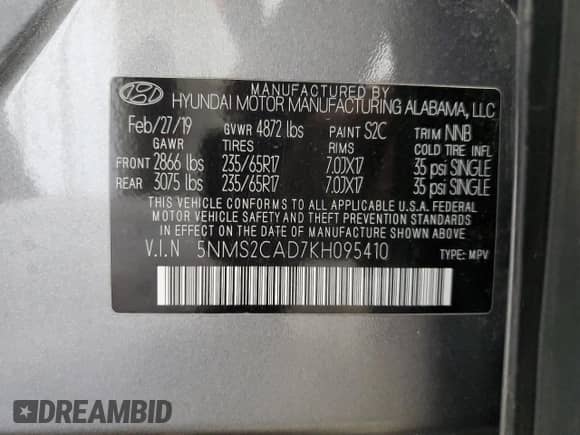 MANUFACTURED BY
HYUNDAI MOTOR MANUFACTURING ALABAMA, LLC
Feb/27/19 GVWR 4872 lbs PAINT S2C TRIM NNB
GAWR TIRES RIMS COLD TIRE INFL
FRONT 2866 lbs 235/65R17 7.0JX17 35 psi SINGLE
REAR 3075 lbs 235/65R17 7.0JX17 35 psi SINGLE
THIS VEHICLE CONFORMS TO ALL APPLICABLE FEDERAL
MOTOR VEHICLE SAFETY AND THEFT PREVENTION STANDARDS
IN EFFECT ON THE DATE OF MANUFACTURE SHOWN ABOVE
V.I.N 5NMS2CAD7KH095410 TYPE: MPV
DREAMBID